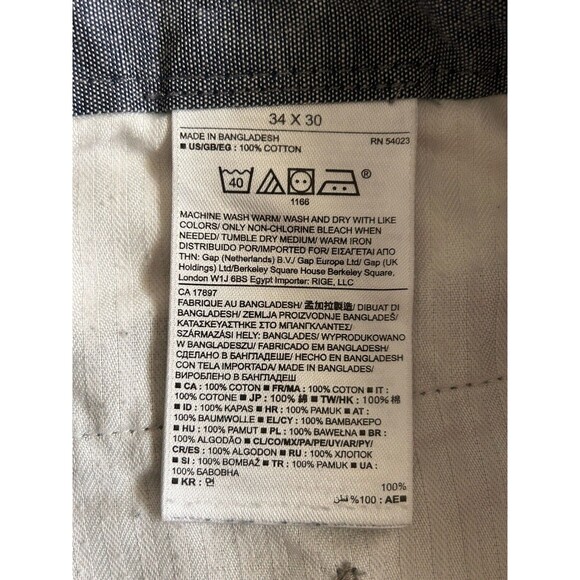 34 X 30
MADE IN BANGLADESH RN 54023
■ US/GB/EG : 100% COTTON
40 ®
1166
MACHINE WASH WARM/ WASH AND DRY WITH LIKE
COLORS/ ONLY NON-CHLORINE BLEACH WHEN
NEEDED/ TUMBLE DRY MEDIUM/ WARM IRON
DISTRIBUIDO POR/IMPORTED FOR/ ΕΙΣΑΓΕΤΑΙ ΑΠΟ
ΤΗΝ: Gap (Netherlands) B.V./ Gap Europe Ltd/ Gap (UK
Holdings) Ltd/Berkeley Square House Berkeley Square,
London W1J 6BS Egypt Importer: RIGE, LLC
CA 17897
FABRIQUE AU BANGLADESH/ 孟加拉製造/ DIBUAT DI
BANGLADESH/ ZEMLJA PROIZVODNJE BANGLADEŠ/
ΚΑΤΑΣΚΕΥΑΣΤΗΚΕ ΣΤΟ ΜΠΑΝΓΚΛΑΝΤΕΣ/
SZÁRMAZÁSI HELY: BANGLADES/ WYPRODUKOWANO
W BANGLADESZU/ FABRICADO EM BANGLADESH/
СДЕЛАНО В БАНГЛАДЕШЕ/ HECHO EN BANGLADESH
CON TELA IMPORTADA/ MADE IN BANGLADEŠ/
ВИРОБЛЕНО В БАНГЛАДЕШ
■ CA : 100% COTON ■ FR/MA : 100% COTON ■ IT :
100% COTONE ■ JP : 100% 綿 ■ TW/HK : 100% 棉
■ ID : 100% KAPAS ■ HR : 100% PAMUK ■ AT :
100% BAUMWOLLE ■ EL/CY : 100% ΒΑΜΒΑΚΕΡΟ
■ HU : 100% PAMUT ■ PL : 100% BAWEŁNA ■ BR :
100% ALGODÃO ■ CL/CO/MX/PA/PE/UY/AR/PY/
CR/ES : 100% ALGODON ■ RU : 100% ХЛОПОК
■ SI : 100% BOMBAŽ ■ TR : 100% PAMUK ■ UA :
100% БАВОВНА
■ KR : 면 100%
■AE : 100% قطن